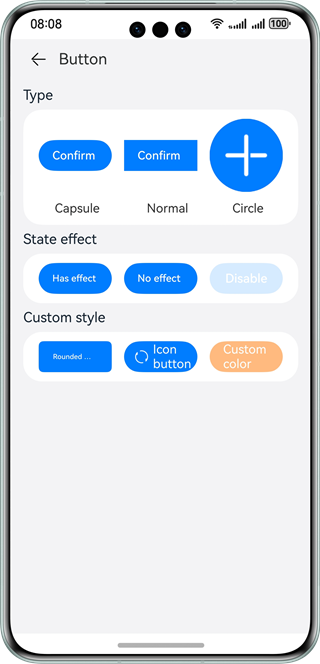 08:08
100
Button
Type
Confirm
Confirm
Capsule
Normal
Circle
State effect
Has effect
No effect
Disable
Custom style
Rounded ...
Icon
button
Custom
color